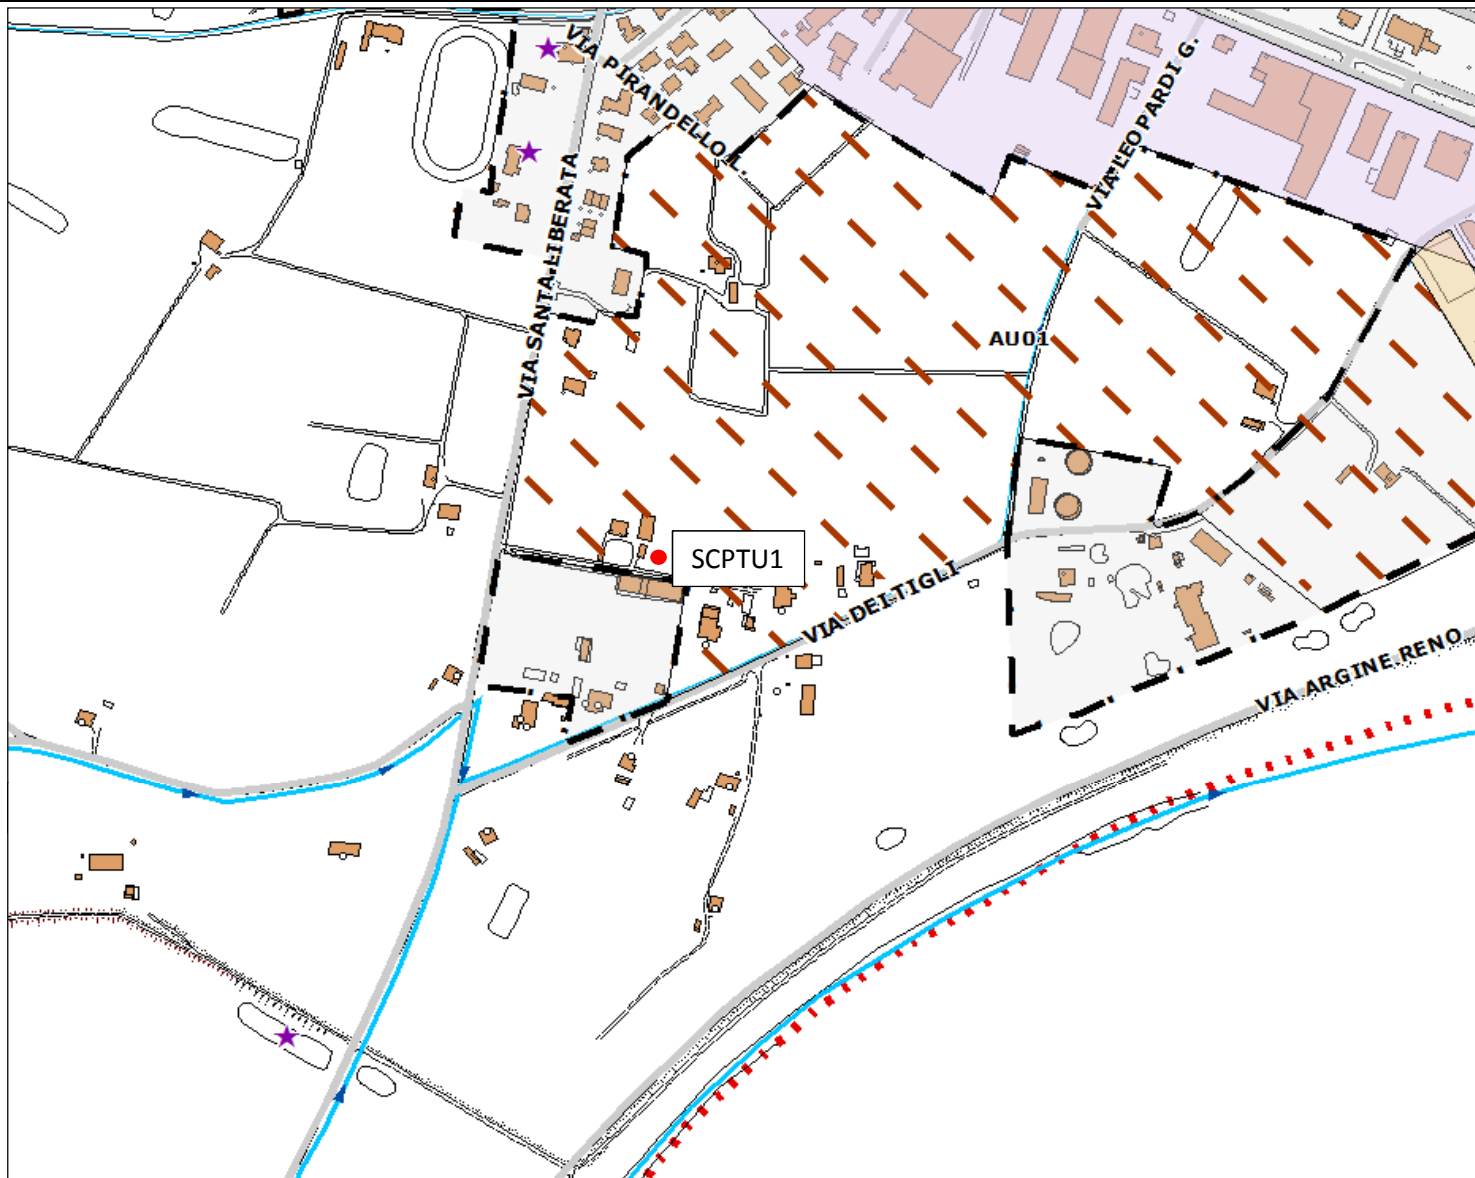 VIA PIRANDELLO L.
VIA LEOPARDI G.
VIA SANTA LIBERATA
AU01
SCPTU1
VIA DEI TIGLI
VIA ARGINE RENO